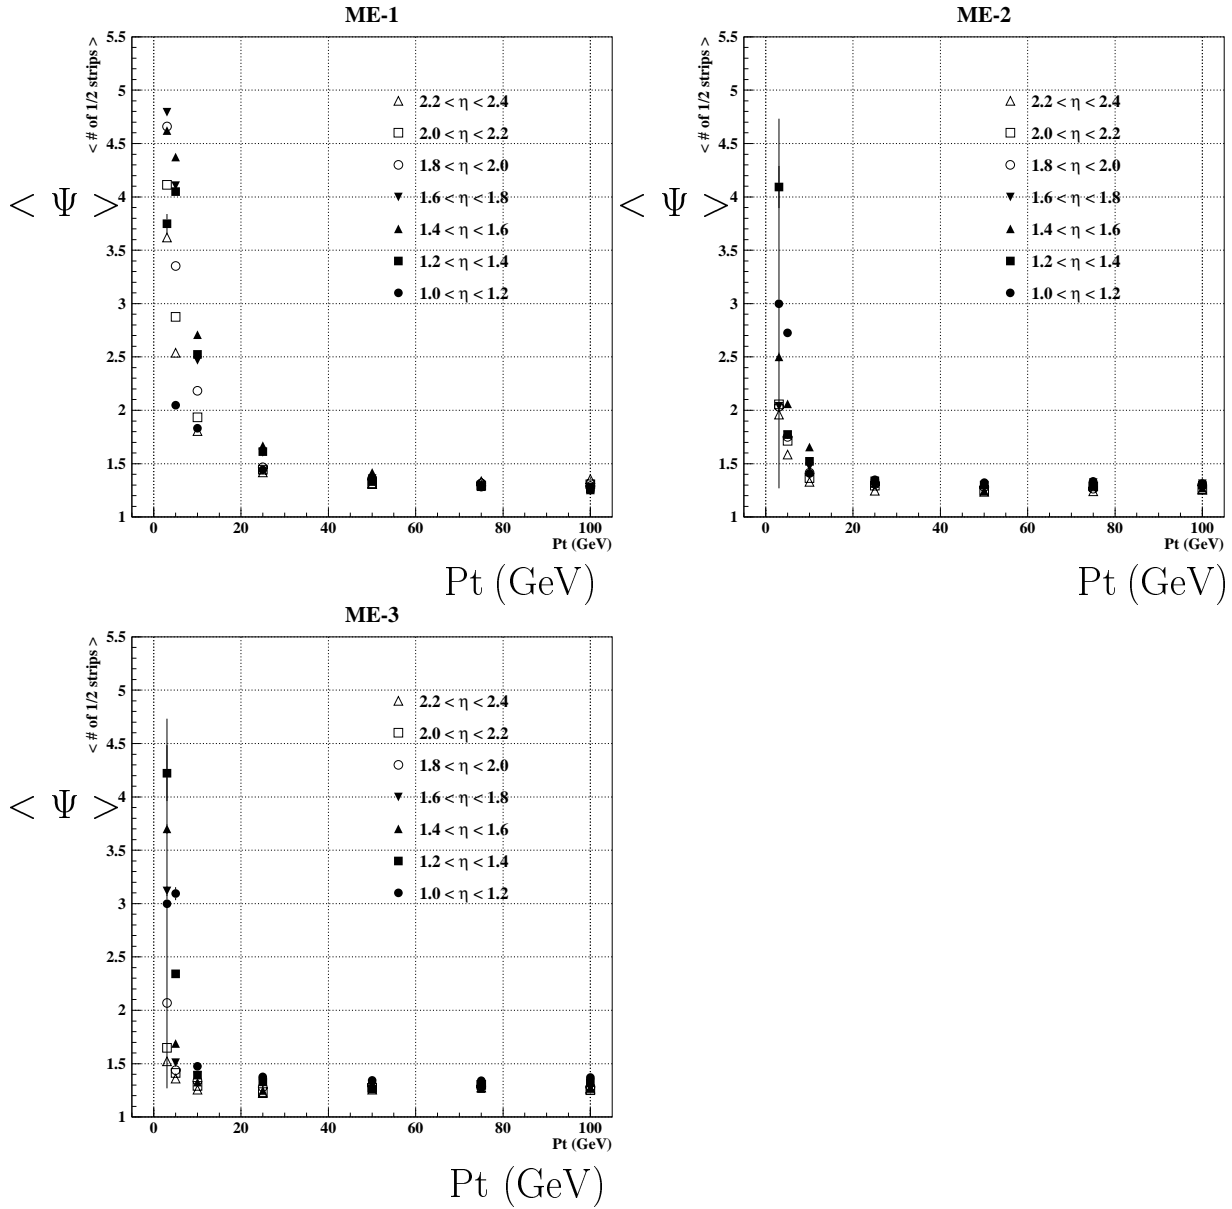 ME-1
< # of 1/2 strips >
< Ψ >
5.5
5
4.5
4
3.5
3
2.5
2
1.5
1
2.2 < η < 2.4
2.0 < η < 2.2
1.8 < η < 2.0
1.6 < η < 1.8
1.4 < η < 1.6
1.2 < η < 1.4
1.0 < η < 1.2
0 20 40 60 80 100
Pt (GeV)
Pt (GeV)
ME-2
< # of 1/2 strips >
< Ψ >
5.5
5
4.5
4
3.5
3
2.5
2
1.5
1
2.2 < η < 2.4
2.0 < η < 2.2
1.8 < η < 2.0
1.6 < η < 1.8
1.4 < η < 1.6
1.2 < η < 1.4
1.0 < η < 1.2
0 20 40 60 80 100
Pt (GeV)
Pt (GeV)
ME-3
< # of 1/2 strips >
< Ψ >
5.5
5
4.5
4
3.5
3
2.5
2
1.5
1
2.2 < η < 2.4
2.0 < η < 2.2
1.8 < η < 2.0
1.6 < η < 1.8
1.4 < η < 1.6
1.2 < η < 1.4
1.0 < η < 1.2
0 20 40 60 80 100
Pt (GeV)
Pt (GeV)